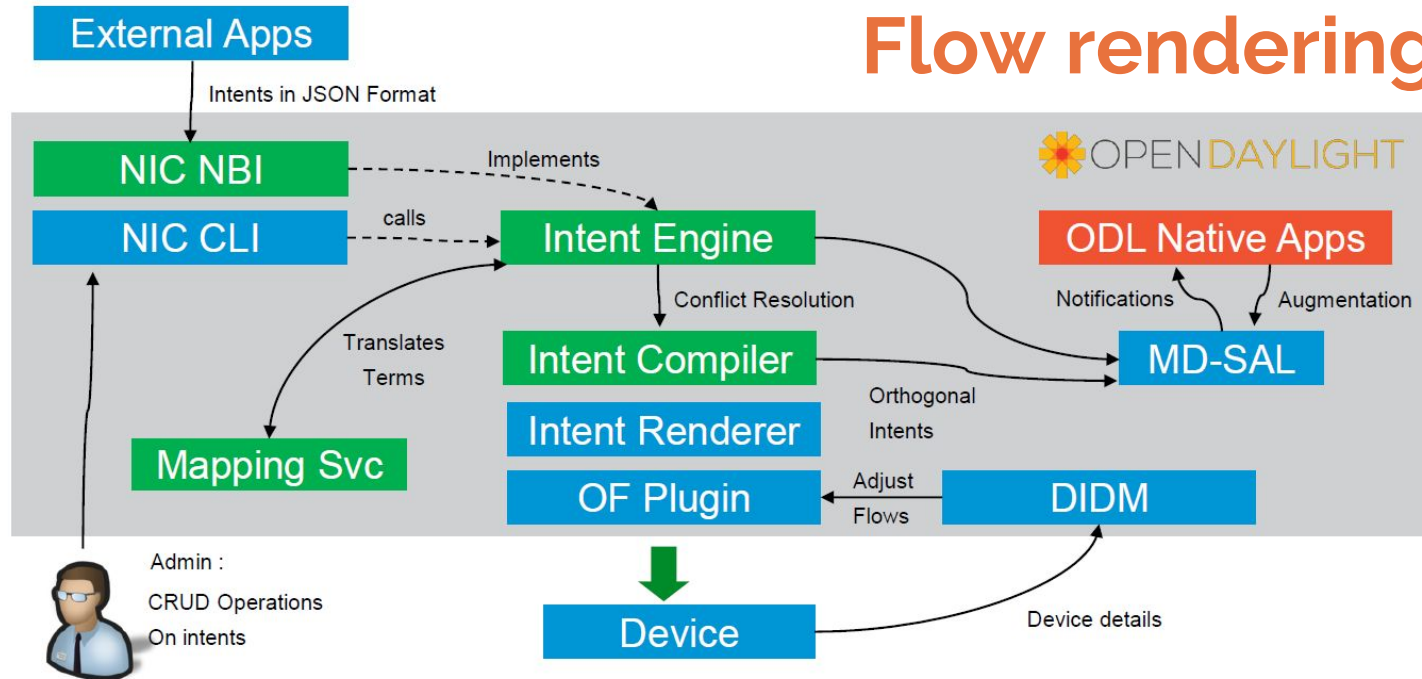 External Apps
Flow rendering
Intents in JSON Format
OPENDAYLIGHT
NIC NBI
Implements
NIC CLI
calls
Intent Engine
ODL Native Apps
Conflict Resolution
Notifications
Augmentation
Translates
Terms
Intent Compiler
MD-SAL
Orthogonal
Intents
Intent Renderer
Mapping Svc
OF Plugin
Adjust
Flows
DIDM
Admin :
CRUD Operations
On intents
Device
Device details